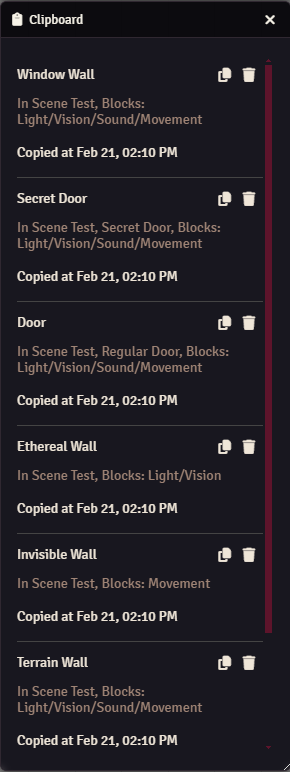 Clipboard
Window Wall
In Scene Test, Blocks:
Light/Vision/Sound/Movement
Copied at Feb 21, 02:10 PM
Secret Door
In Scene Test, Secret Door, Blocks:
Light/Vision/Sound/Movement
Copied at Feb 21, 02:10 PM
Door
In Scene Test, Regular Door, Blocks:
Light/Vision/Sound/Movement
Copied at Feb 21, 02:10 PM
Ethereal Wall
In Scene Test, Blocks: Light/Vision
Copied at Feb 21, 02:10 PM
Invisible Wall
In Scene Test, Blocks: Movement
Copied at Feb 21, 02:10 PM
Terrain Wall
In Scene Test, Blocks:
Light/Vision/Sound/Movement
Copied at Feb 21, 02:10 PM